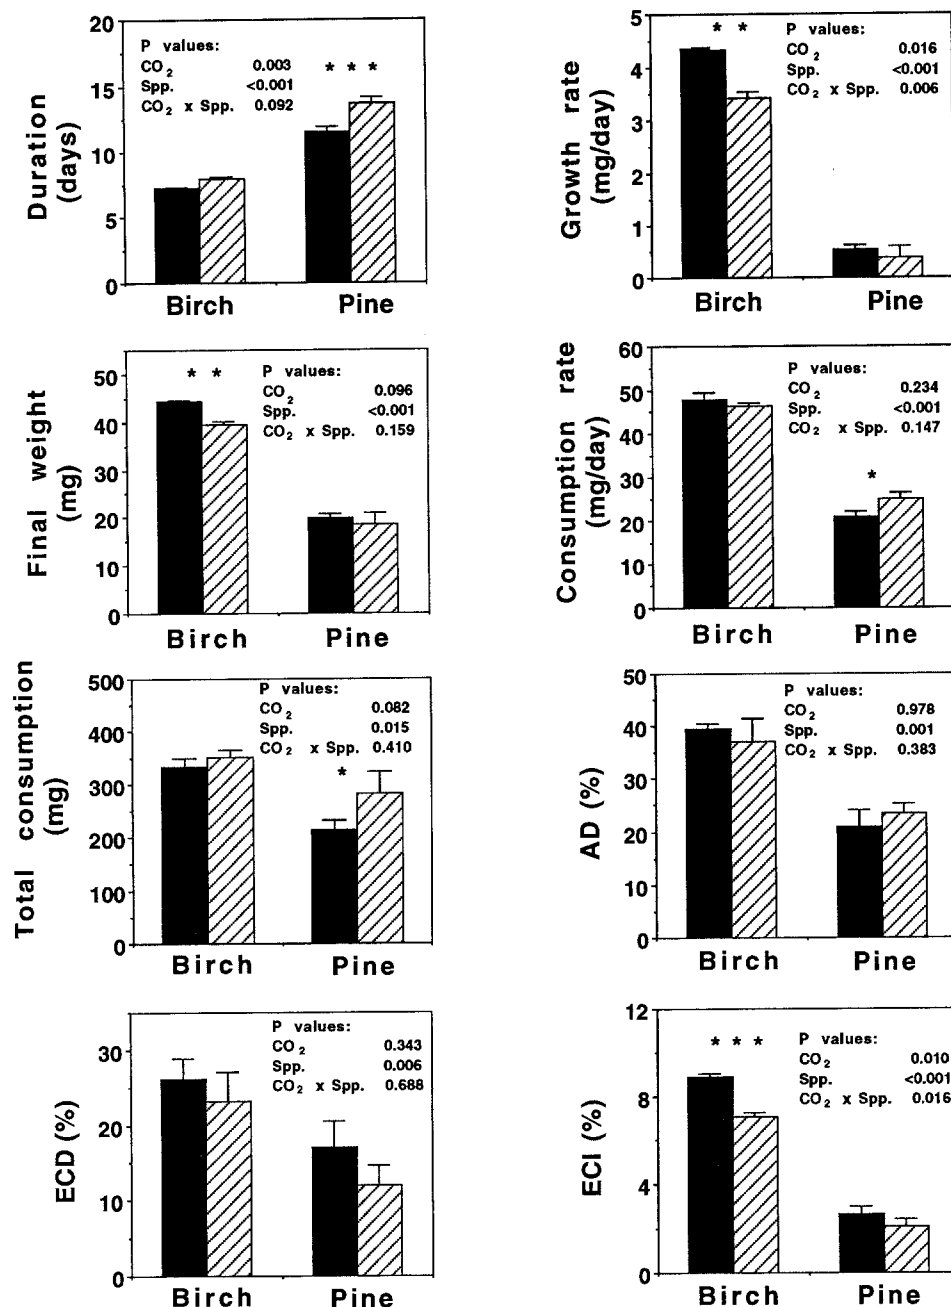 20
15
10
5
0
Duration
(days)
P values:
CO2 0.003
Spp. <0.001
CO2 x Spp. 0.092
* * *
Birch Pine
5
4
3
2
1
0
Growth rate
(mg/day)
* *
P values:
CO2 0.016
Spp. <0.001
CO2 x Spp. 0.006
Birch Pine
50
40
30
20
10
0
Final weight
(mg)
* *
P values:
CO2 0.096
Spp. <0.001
CO2 x Spp. 0.159
Birch Pine
60
50
40
30
20
10
0
Consumption rate
(mg/day)
P values:
CO2 0.234
Spp. <0.001
CO2 x Spp. 0.147
*
Birch Pine
500
400
300
200
100
0
Total consumption
(mg)
P values:
CO2 0.082
Spp. 0.015
CO2 x Spp. 0.410
*
Birch Pine
50
40
30
20
10
0
AD (%)
P values:
CO2 0.978
Spp. 0.001
CO2 x Spp. 0.383
Birch Pine
30
20
10
0
ECD (%)
P values:
CO2 0.343
Spp. 0.006
CO2 x Spp. 0.688
Birch Pine
12
8
4
0
ECI (%)
* * *
P values:
CO2 0.010
Spp. <0.001
CO2 x Spp. 0.016
Birch Pine